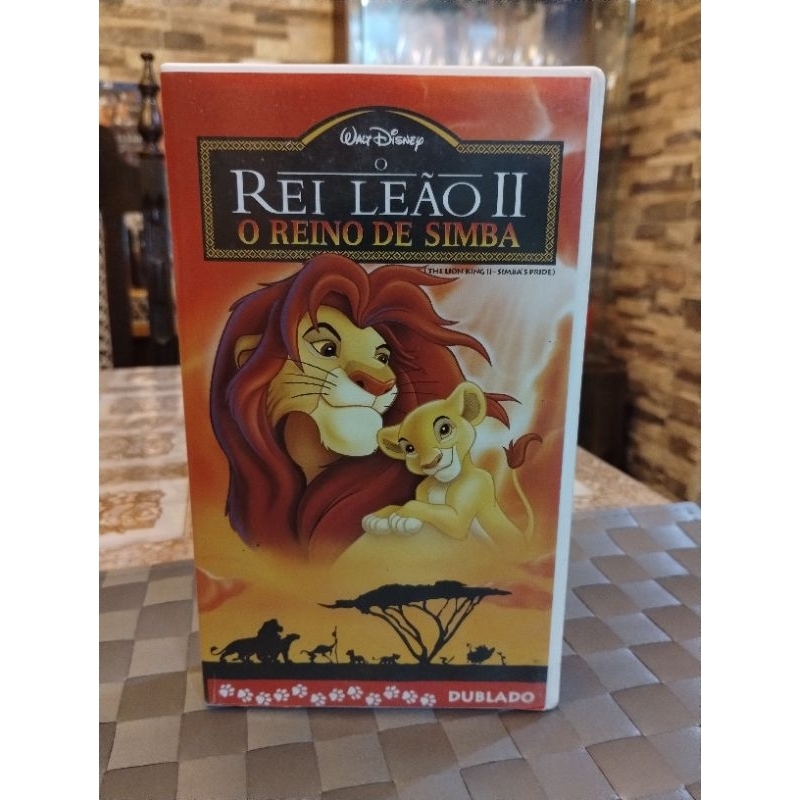 Walt Disney
O
REI LEÃO II
O REINO DE SIMBA
(THE LION KING II - SIMBA'S PRIDE)
DUBLADO